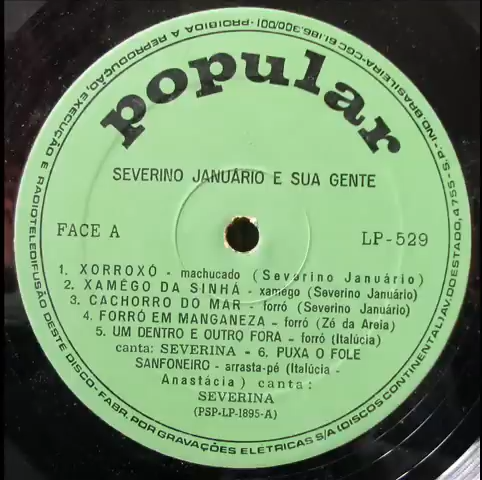 popular
SEVERINO JANUÁRIO E SUA GENTE
FACE A
LP-529
1. XORROXÓ - machucado (Severino Januário)
2. XAMÊGO DA SINHÁ - xamego (Severino Januário)
3. CACHORRO DO MAR - forró (Severino Januário)
4. FORRÓ EM MANGANEZA - forró (Zé da Areia)
5. UM DENTRO E OUTRO FORA - forró (Italúcia)
canta: SEVERINA - 6. PUXA O FOLE
SANFONEIRO - arrasta-pé (Italúcia -
Anastácia) canta:
SEVERINA
(PSP-LP-1895-A)
FABR. POR GRAVAÇÕES ELÉTRICAS S/A (DISCOS CONTINENTAL) AV. DO ESTADO, 4755 - S.P. - IND. BRASILEIRA - CGC 61.186.300/001 - PROIBIDA A REPRODUÇÃO, EXECUÇÃO E RADIOTELEDIFUSÃO DESTE DISCO -